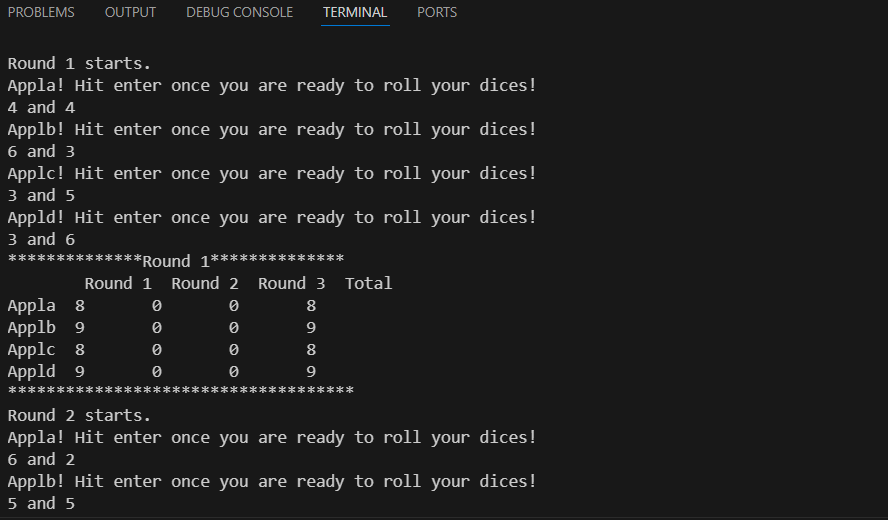 PROBLEMS OUTPUT DEBUG CONSOLE TERMINAL PORTS
Round 1 starts.
Appla! Hit enter once you are ready to roll your dices!
4 and 4
Applb! Hit enter once you are ready to roll your dices!
6 and 3
Applc! Hit enter once you are ready to roll your dices!
3 and 5
Appld! Hit enter once you are ready to roll your dices!
3 and 6
**************Round 1**************
        Round 1  Round 2  Round 3  Total
Appla  8       0       0       8
Applb  9       0       0       9
Applc  8       0       0       8
Appld  9       0       0       9
************************************
Round 2 starts.
Appla! Hit enter once you are ready to roll your dices!
6 and 2
Applb! Hit enter once you are ready to roll your dices!
5 and 5